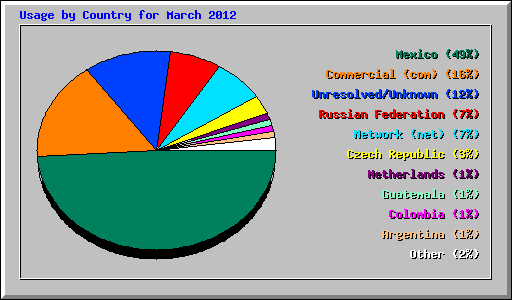 Usage by Country for March 2012
Mexico (49%)
Commercial (com) (16%)
Unresolved/Unknown (12%)
Russian Federation (7%)
Network (net) (7%)
Czech Republic (3%)
Netherlands (1%)
Guatemala (1%)
Colombia (1%)
Argentina (1%)
Other (2%)